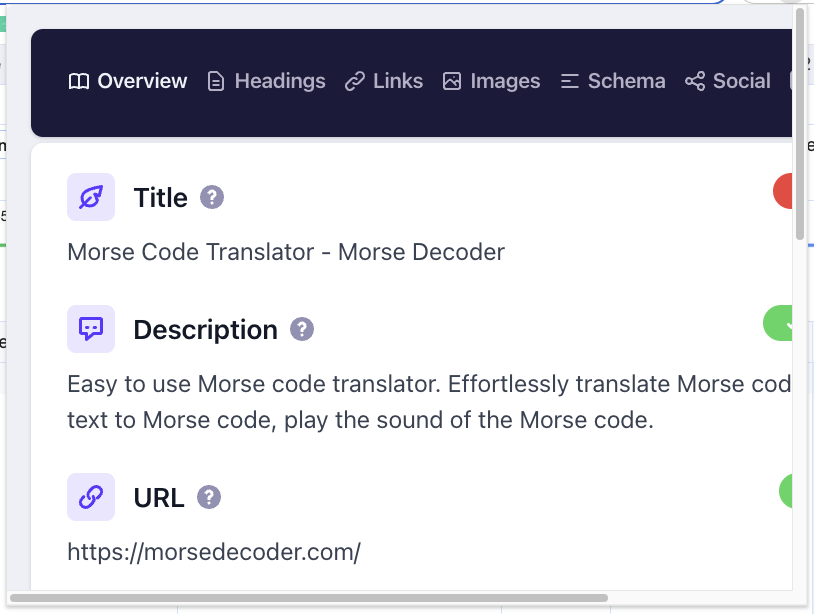 Overview Headings Links Images Schema Social
Title ?
Morse Code Translator - Morse Decoder
Description ?
Easy to use Morse code translator. Effortlessly translate Morse cod
text to Morse code, play the sound of the Morse code.
URL ?
https://morsedecoder.com/